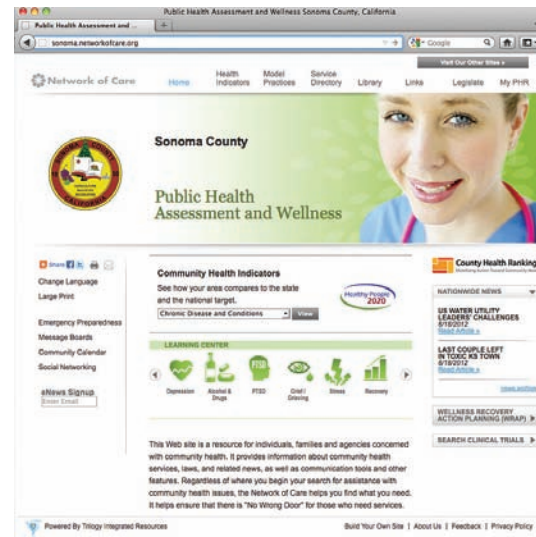 Public Health Assessment and Wellness Sonoma County, California
Public Health Assessment and ...
sonoma.networkofcare.org
Google
Visit Our Other Sites »
Network of Care
Home
Health Indicators
Model Practices
Service Directory
Library
Links
Legislate
My PHR
SONOMA COUNTY
CALIFORNIA
Sonoma County
Public Health
Assessment and Wellness
Share
Change Language
Large Print
Emergency Preparedness
Message Boards
Community Calendar
Social Networking
eNews Signup
Enter Email
Community Health Indicators
See how your area compares to the state
and the national target.
Chronic Disease and Conditions
View
Healthy People
2020
LEARNING CENTER
PTSD
Depression
Alcohol &
Drugs
PTSD
Grief /
Grieving
Stress
Recovery
This Web site is a resource for individuals, families and agencies concerned
with community health. It provides information about community health
services, laws, and related news, as well as communication tools and other
features. Regardless of where you begin your search for assistance with
community health issues, the Network of Care helps you find what you need.
It helps ensure that there is "No Wrong Door" for those who need services.
County Health Ranking
NATIONWIDE NEWS
US WATER UTILITY
LEADERS' CHALLENGES
8/18/2012
Read Article »
LAST COUPLE LEFT
IN TOXIC KS TOWN
8/18/2012
Read Article »
news archive
WELLNESS RECOVERY
ACTION PLANNING (WRAP)
SEARCH CLINICAL TRIALS
Powered By Trilogy Integrated Resources
Build Your Own Site | About Us | Feedback | Privacy Policy